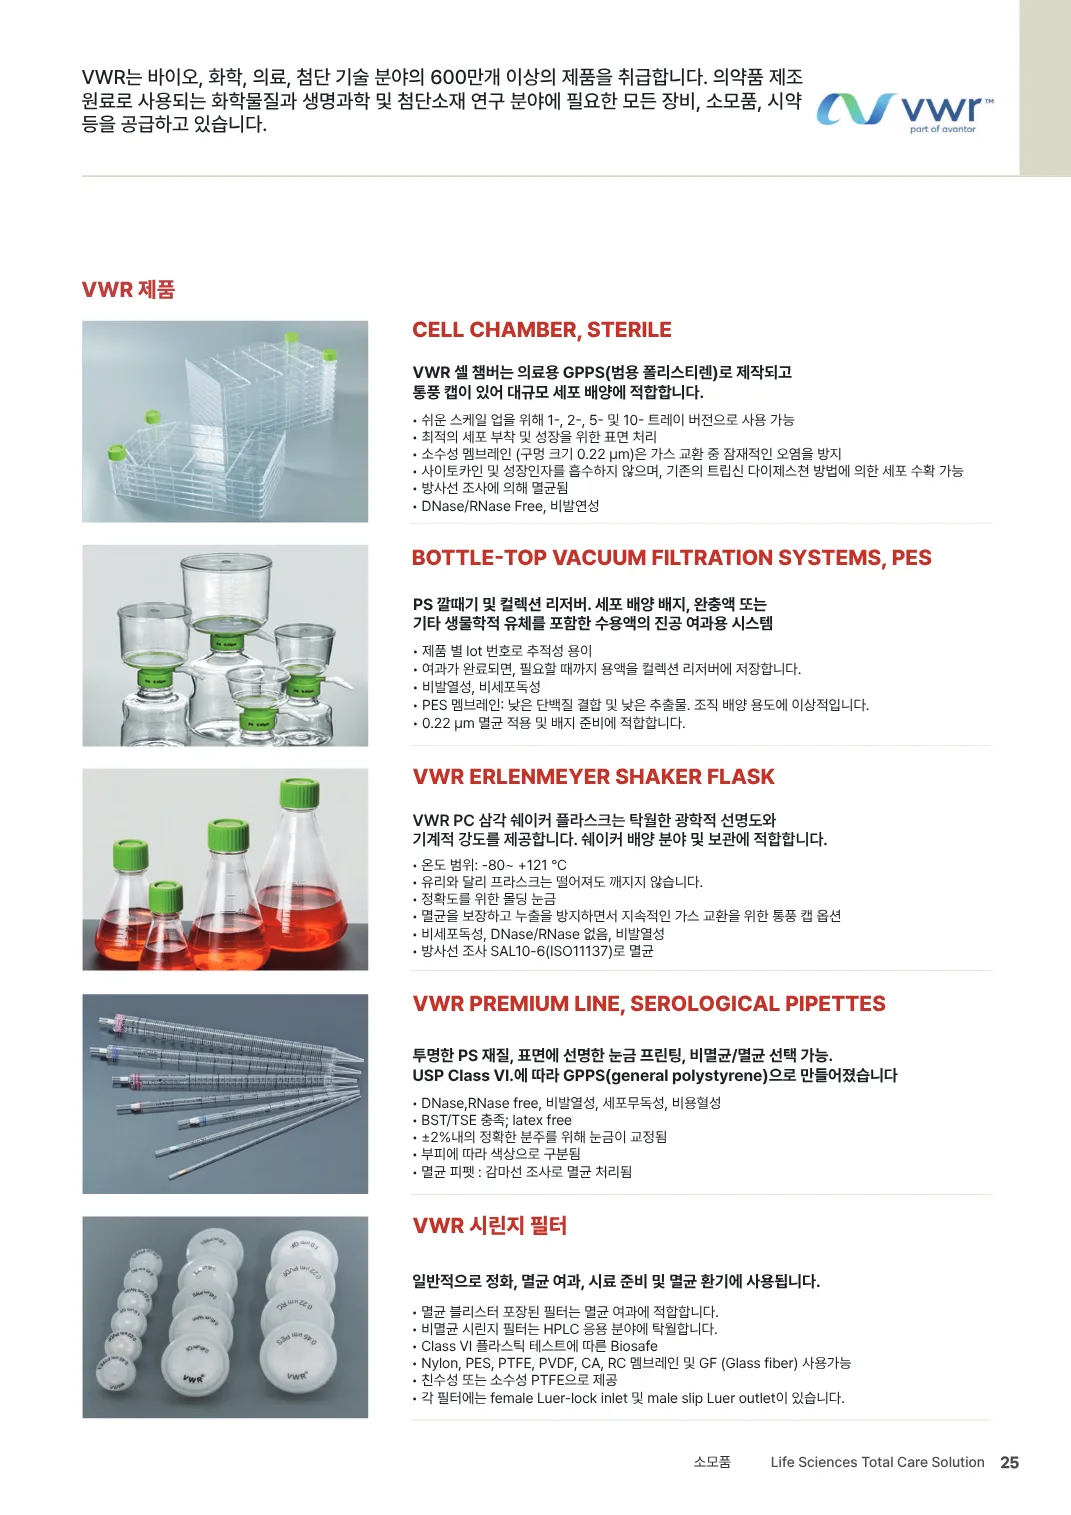 VWR는 바이오, 화학, 의료, 첨단 기술 분야의 600만개 이상의 제품을 취급합니다. 의약품 제조
원료로 사용되는 화학물질과 생명과학 및 첨단소재 연구 분야에 필요한 모든 장비, 소모품, 시약
등을 공급하고 있습니다.
vwr™
part of avantor
VWR 제품
CELL CHAMBER, STERILE
VWR 셀 챔버는 의료용 GPPS(범용 폴리스티렌)로 제작되고
통풍 캡이 있어 대규모 세포 배양에 적합합니다.
• 쉬운 스케일 업을 위해 1-, 2-, 5- 및 10- 트레이 버전으로 사용 가능
• 최적의 세포 부착 및 성장을 위한 표면 처리
• 소수성 멤브레인 (구멍 크기 0.22 μm)은 가스 교환 중 잠재적인 오염을 방지
• 사이토카인 및 성장인자를 흡수하지 않으며, 기존의 트립신 다이제스천 방법에 의한 세포 수확 가능
• 방사선 조사에 의해 멸균됨
• DNase/RNase Free, 비발연성
BOTTLE-TOP VACUUM FILTRATION SYSTEMS, PES
PS 깔때기 및 컬렉션 리저버. 세포 배양 배지, 완충액 또는
기타 생물학적 유체를 포함한 수용액의 진공 여과용 시스템
• 제품 별 lot 번호로 추적성 용이
• 여과가 완료되면, 필요할 때까지 용액을 컬렉션 리저버에 저장합니다.
• 비발열성, 비세포독성
• PES 멤브레인: 낮은 단백질 결합 및 낮은 추출물. 조직 배양 용도에 이상적입니다.
• 0.22 μm 멸균 적용 및 배지 준비에 적합합니다.
VWR ERLENMEYER SHAKER FLASK
VWR PC 삼각 쉐이커 플라스크는 탁월한 광학적 선명도와
기계적 강도를 제공합니다. 쉐이커 배양 분야 및 보관에 적합합니다.
• 온도 범위: -80~ +121 °C
• 유리와 달리 프라스크는 떨어져도 깨지지 않습니다.
• 정확도를 위한 몰딩 눈금
• 멸균을 보장하고 누출을 방지하면서 지속적인 가스 교환을 위한 통풍 캡 옵션
• 비세포독성, DNase/RNase 없음, 비발열성
• 방사선 조사 SAL10-6(ISO11137)로 멸균
VWR PREMIUM LINE, SEROLOGICAL PIPETTES
투명한 PS 재질, 표면에 선명한 눈금 프린팅, 비멸균/멸균 선택 가능.
USP Class VI.에 따라 GPPS(general polystyrene)으로 만들어졌습니다
• DNase,RNase free, 비발열성, 세포무독성, 비용혈성
• BST/TSE 충족; latex free
• ±2%내의 정확한 분주를 위해 눈금이 교정됨
• 부피에 따라 색상으로 구분됨
• 멸균 피펫 : 감마선 조사로 멸균 처리됨
VWR 시린지 필터
일반적으로 정화, 멸균 여과, 시료 준비 및 멸균 환기에 사용됩니다.
• 멸균 블리스터 포장된 필터는 멸균 여과에 적합합니다.
• 비멸균 시린지 필터는 HPLC 응용 분야에 탁월합니다.
• Class VI 플라스틱 테스트에 따른 Biosafe
• Nylon, PES, PTFE, PVDF, CA, RC 멤브레인 및 GF (Glass fiber) 사용가능
• 친수성 또는 소수성 PTFE으로 제공
• 각 필터에는 female Luer-lock inlet 및 male slip Luer outlet이 있습니다.
0.22 μm PVDF
0.22 μm RC
0.45 μm PES
VWR
VWR
소모품 Life Sciences Total Care Solution 25